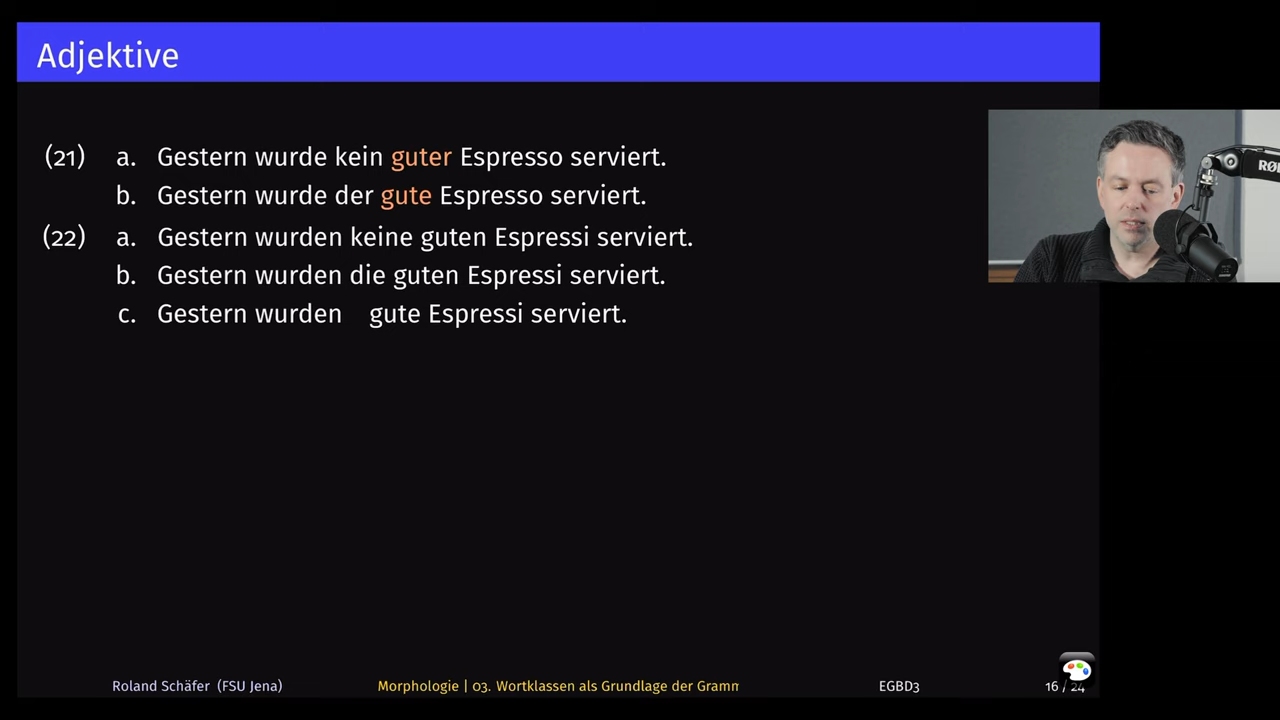 Adjektive
(21) a. Gestern wurde kein guter Espresso serviert.
b. Gestern wurde der gute Espresso serviert.
(22) a. Gestern wurden keine guten Espressi serviert.
b. Gestern wurden die guten Espressi serviert.
c. Gestern wurden gute Espressi serviert.
Roland Schäfer (FSU Jena) Morphologie | 03. Wortklassen als Grundlage der Gramm EGBD3 16 / 24